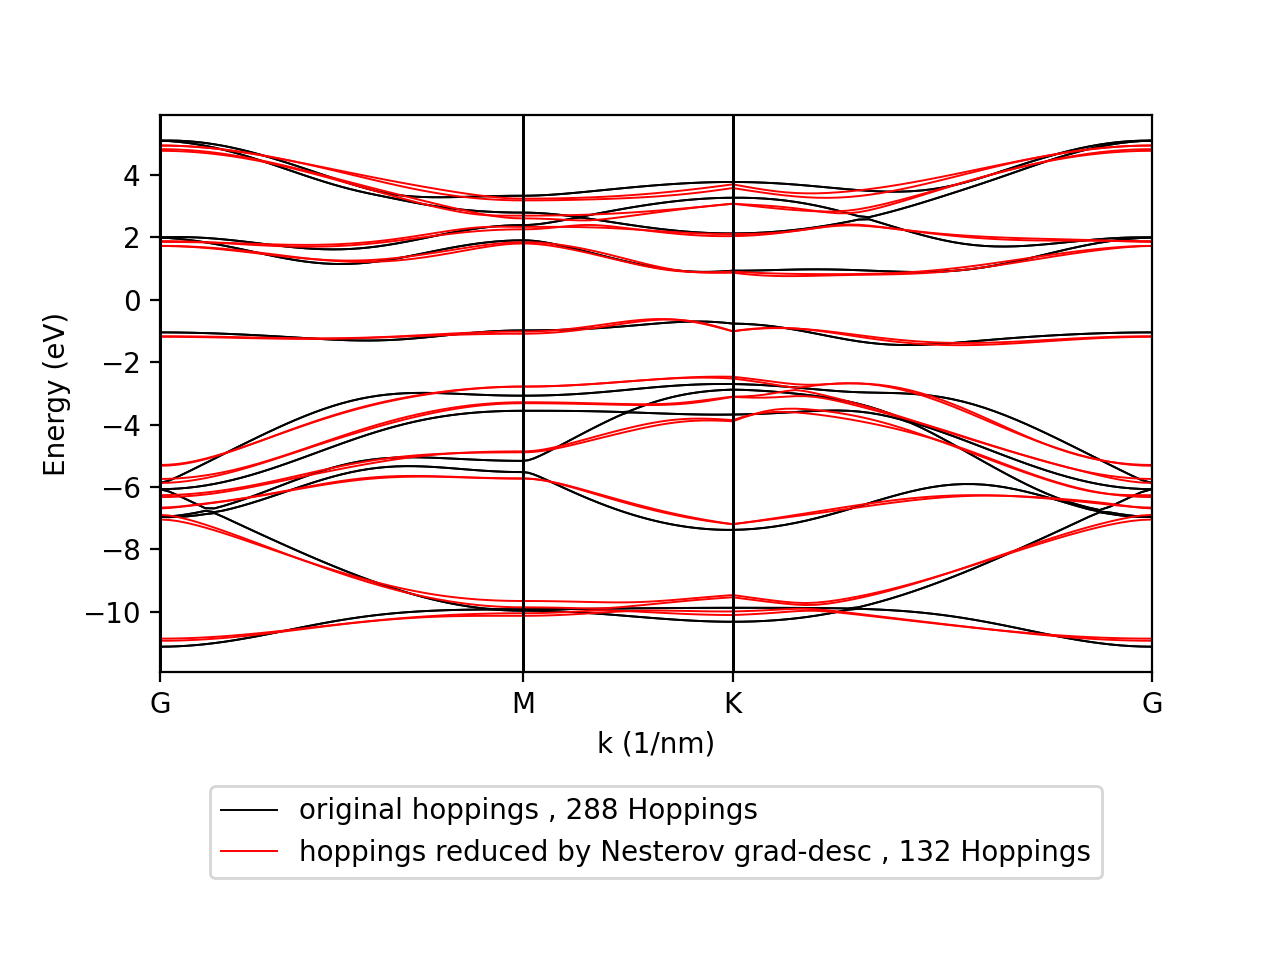 4
2
0
−2
−4
−6
−8
−10
Energy (eV)
G M K G
k (1/nm)
original hoppings , 288 Hoppings
hoppings reduced by Nesterov grad-desc , 132 Hoppings